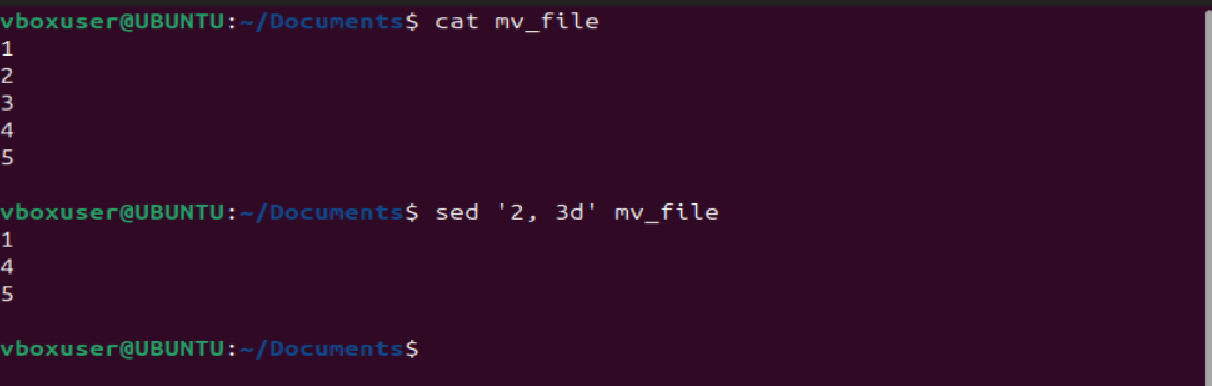 vboxuser@UBUNTU:~/Documents$ cat mv_file
1
2
3
4
5
vboxuser@UBUNTU:~/Documents$ sed '2, 3d' mv_file
1
4
5
vboxuser@UBUNTU:~/Documents$